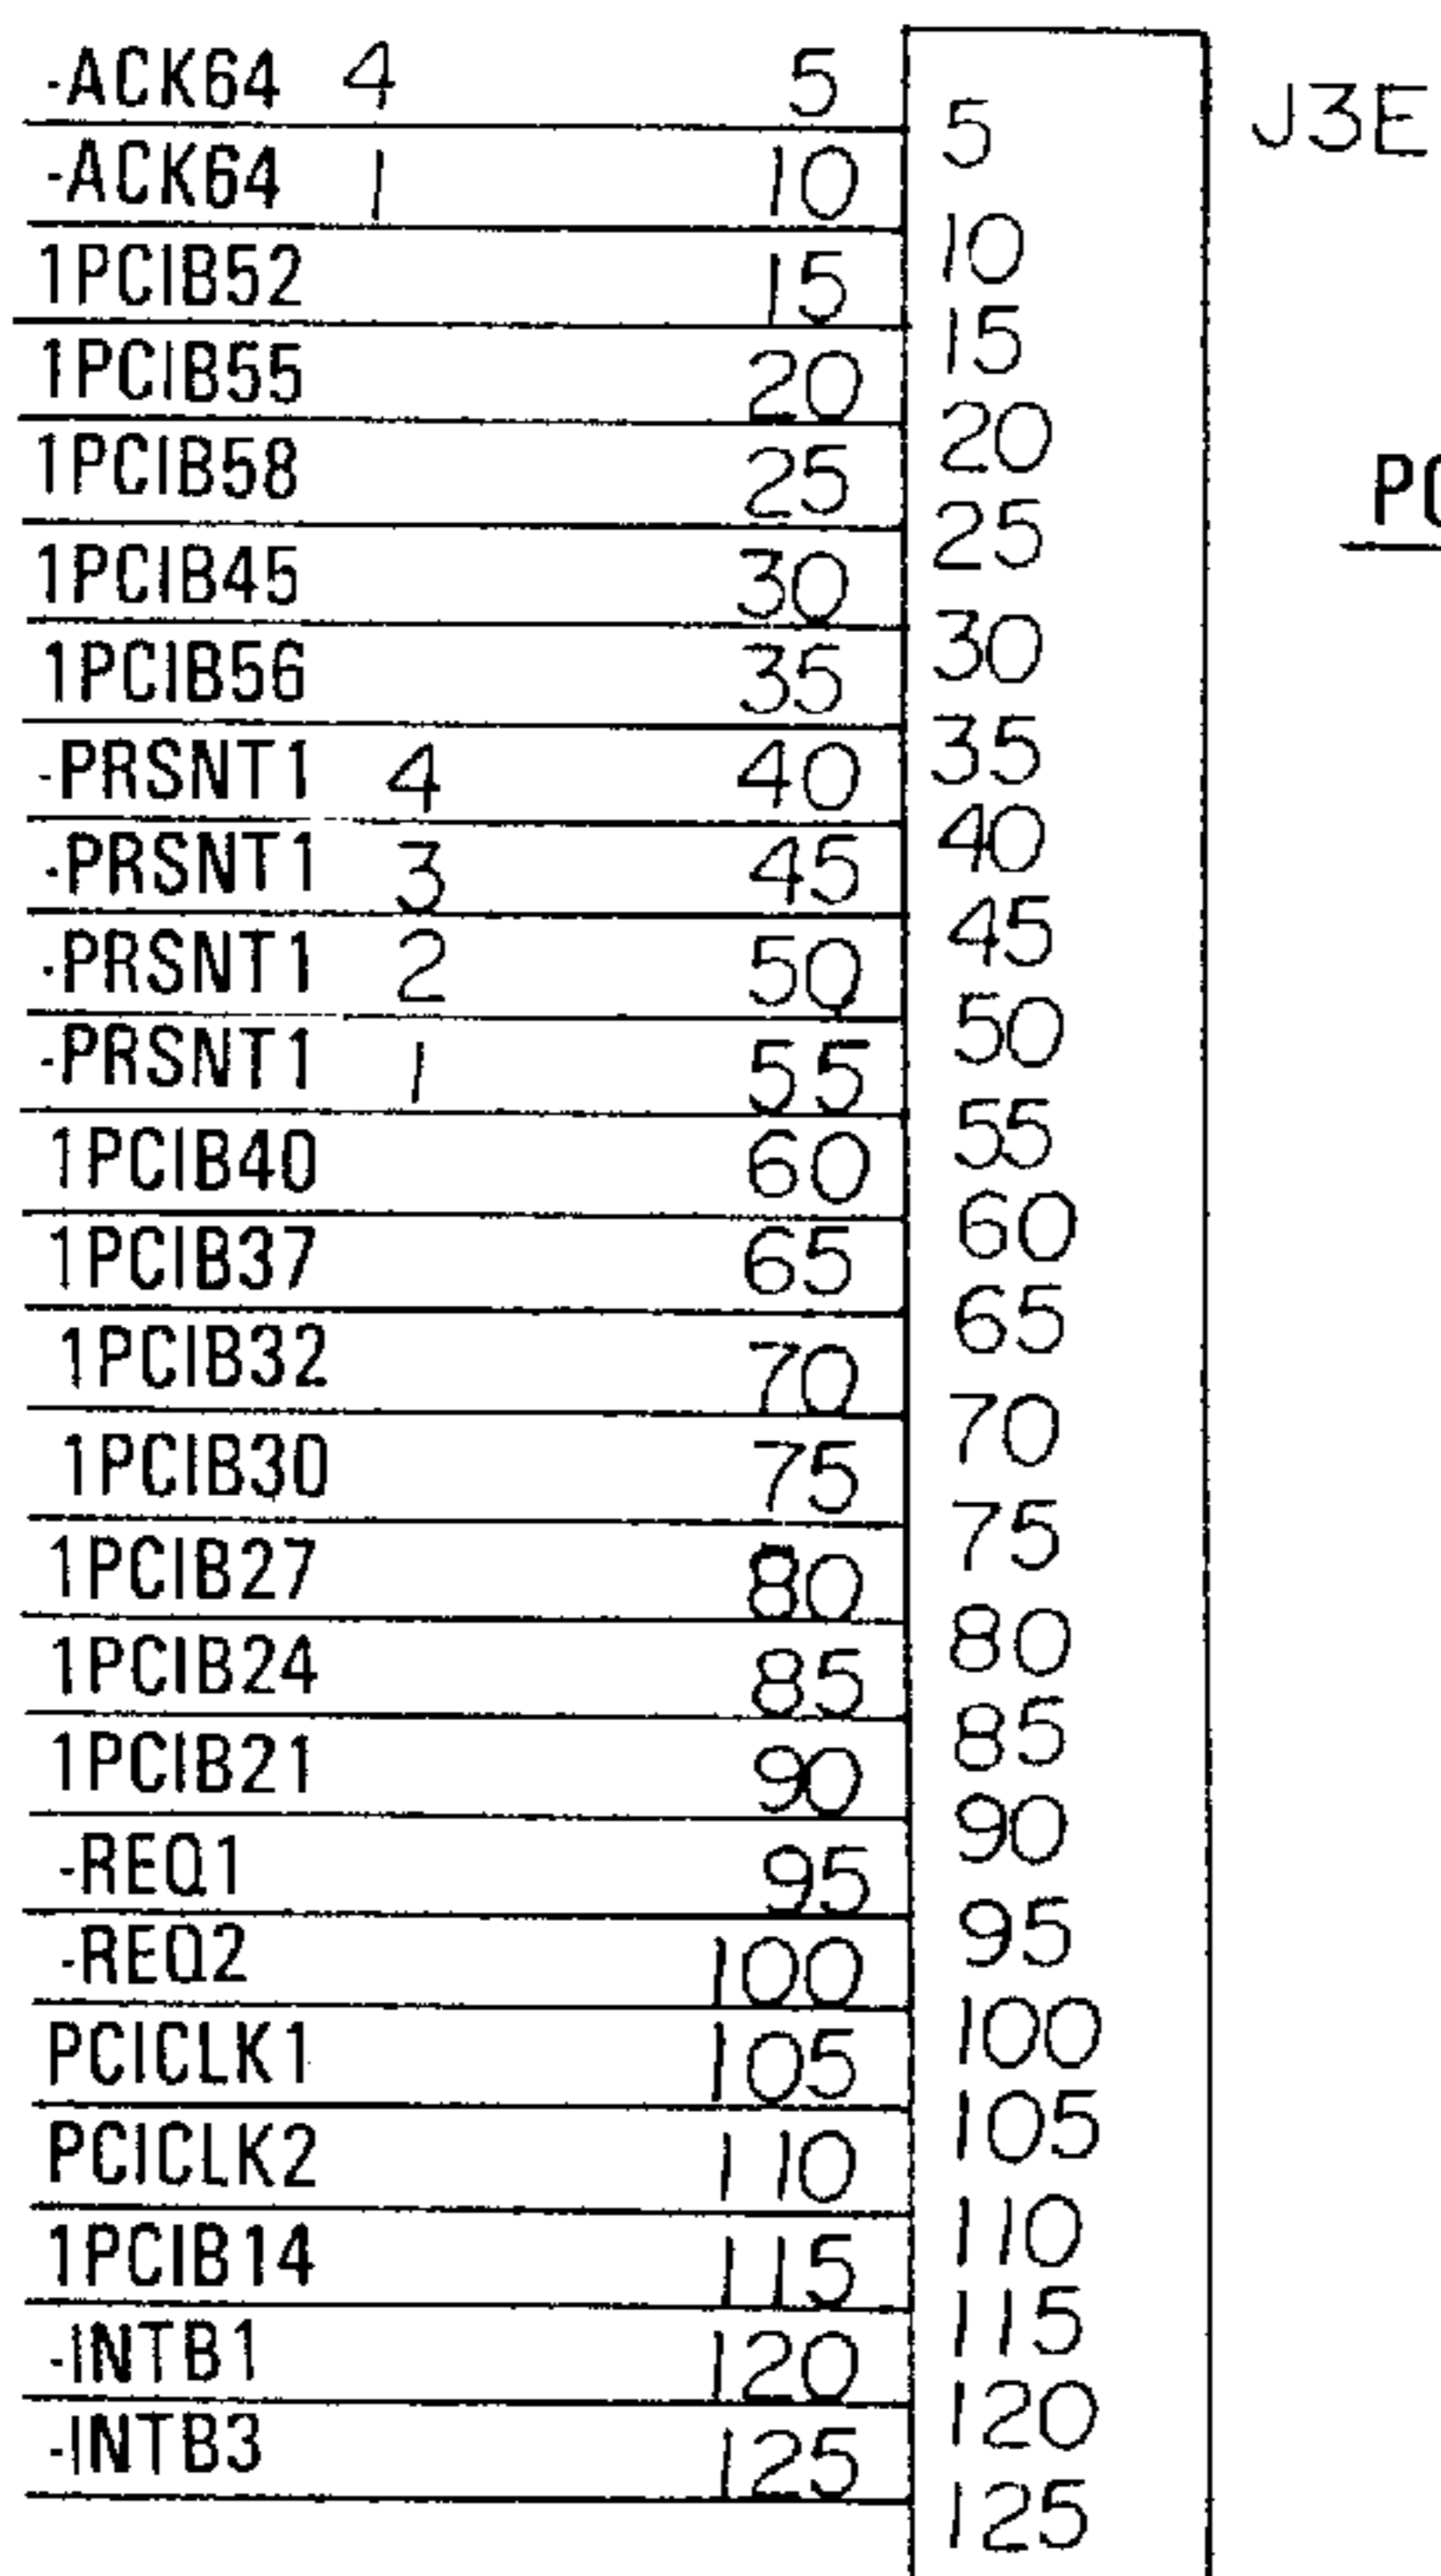 -ACK64 4 5 5 J3E
-ACK64 1 10 10
1PCIB52 15 15
1PCIB55 20 20
1PCIB58 25 25 PC
1PCIB45 30 30
1PCIB56 35 35
-PRSNT1 4 40 40
-PRSNT1 3 45 45
-PRSNT1 2 50 50
-PRSNT1 1 55 55
1PCIB40 60 60
1PCIB37 65 65
1PCIB32 70 70
1PCIB30 75 75
1PCIB27 80 80
1PCIB24 85 85
1PCIB21 90 90
-REQ1 95 95
-REQ2 100 100
PCICLK1 105 105
PCICLK2 110 110
1PCIB14 115 115
-INTB1 120 120
-INTB3 125 125